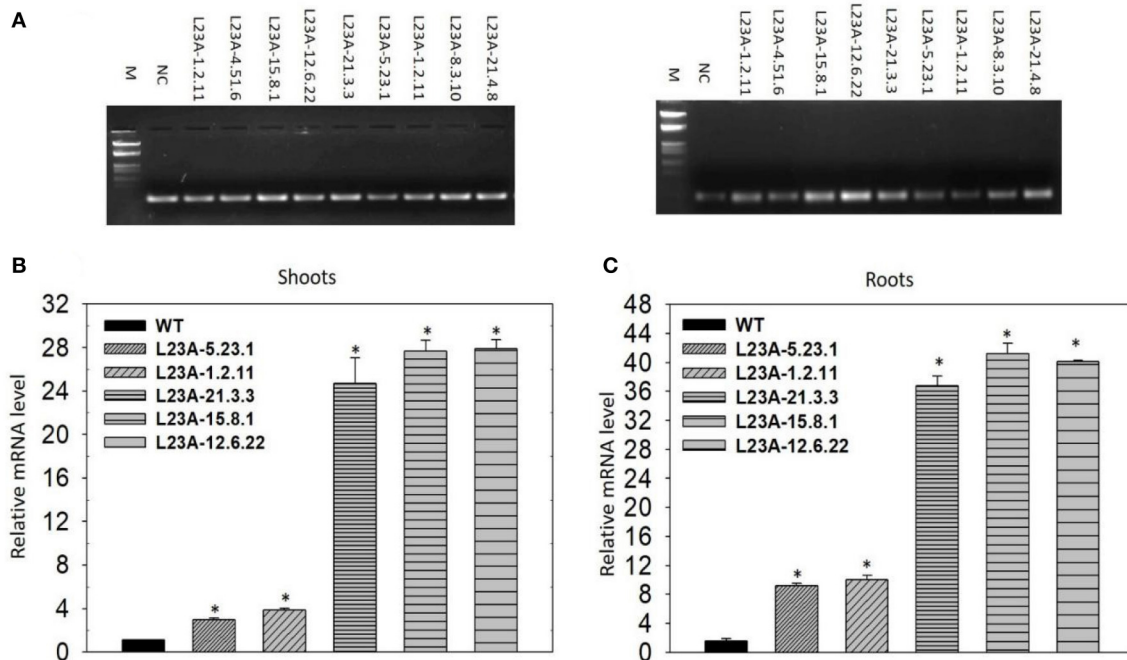 A
M
NC
L23A-1.2.11
L23A-4.51.6
L23A-15.8.1
L23A-12.6.22
L23A-21.3.3
L23A-5.23.1
L23A-1.2.11
L23A-8.3.10
L23A-21.4.8
M
NC
L23A-1.2.11
L23A-4.51.6
L23A-15.8.1
L23A-12.6.22
L23A-21.3.3
L23A-5.23.1
L23A-1.2.11
L23A-8.3.10
L23A-21.4.8
B
Shoots
Relative mRNA level
32
28
24
20
16
12
8
4
0
WT
L23A-5.23.1
L23A-1.2.11
L23A-21.3.3
L23A-15.8.1
L23A-12.6.22
*
*
*
*
*
C
Roots
Relative mRNA level
48
44
40
36
32
28
24
20
16
12
8
4
0
WT
L23A-5.23.1
L23A-1.2.11
L23A-21.3.3
L23A-15.8.1
L23A-12.6.22
*
*
*
*
*